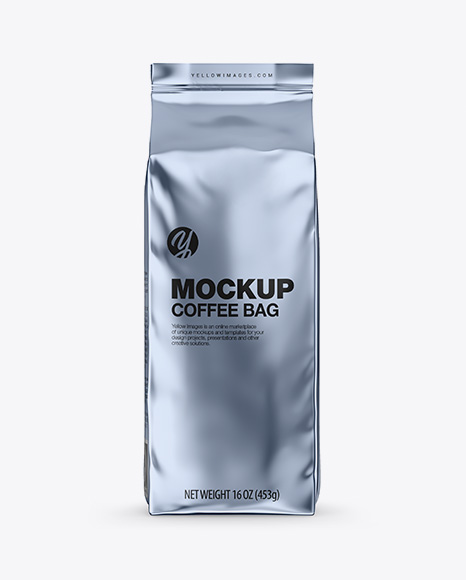 YELLOWIMAGES.COM
Y
MOCKUP
COFFEE BAG
Yellow Images is an online marketplace
of unique mockups and templates for your
design projects, presentations and other
creative solutions.
NET WEIGHT 16 OZ (453g)